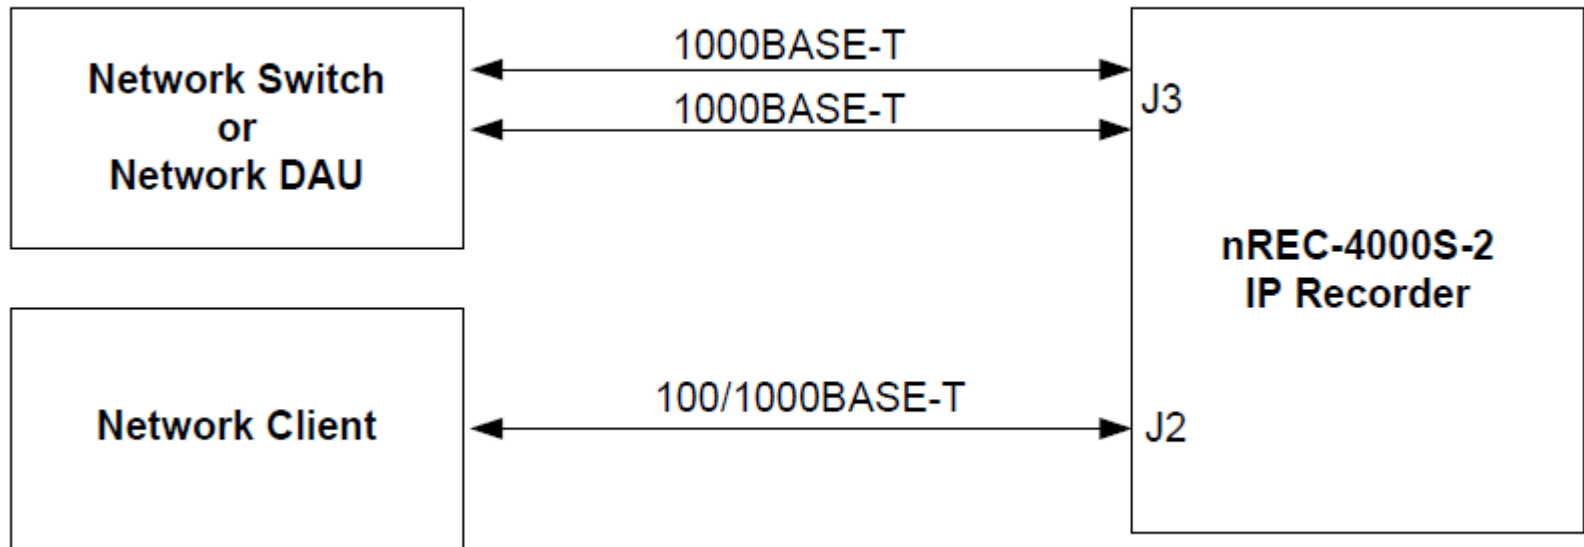 Network Switch
or
Network DAU
1000BASE-T
1000BASE-T
J3
nREC-4000S-2
IP Recorder
Network Client
100/1000BASE-T
J2